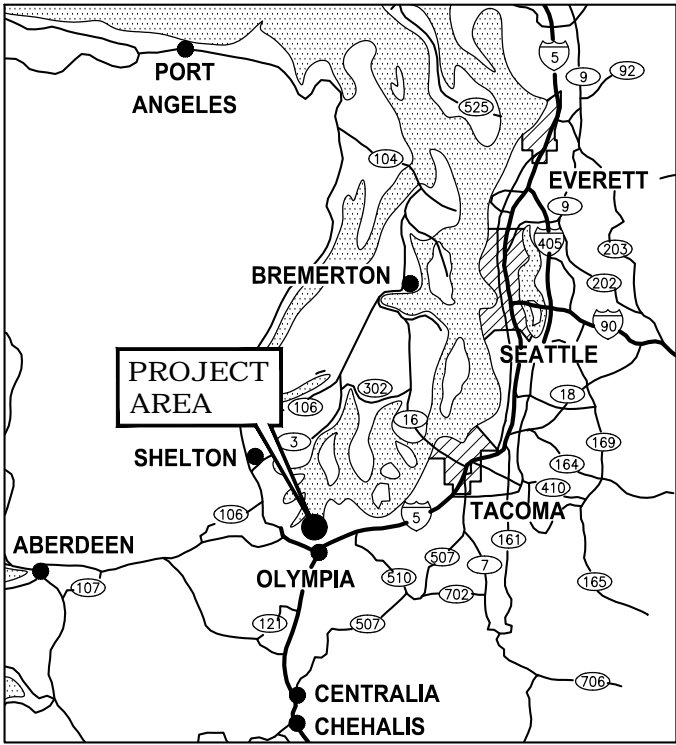 PORT
ANGELES
5
9
92
525
104
EVERETT
9
405
203
BREMERTON
202
90
SEATTLE
PROJECT
AREA
106
302
18
3
16
169
SHELTON
164
410
106
5
TACOMA
161
ABERDEEN
507
7
OLYMPIA
510
107
702
165
121
507
706
CENTRALIA
CHEHALIS